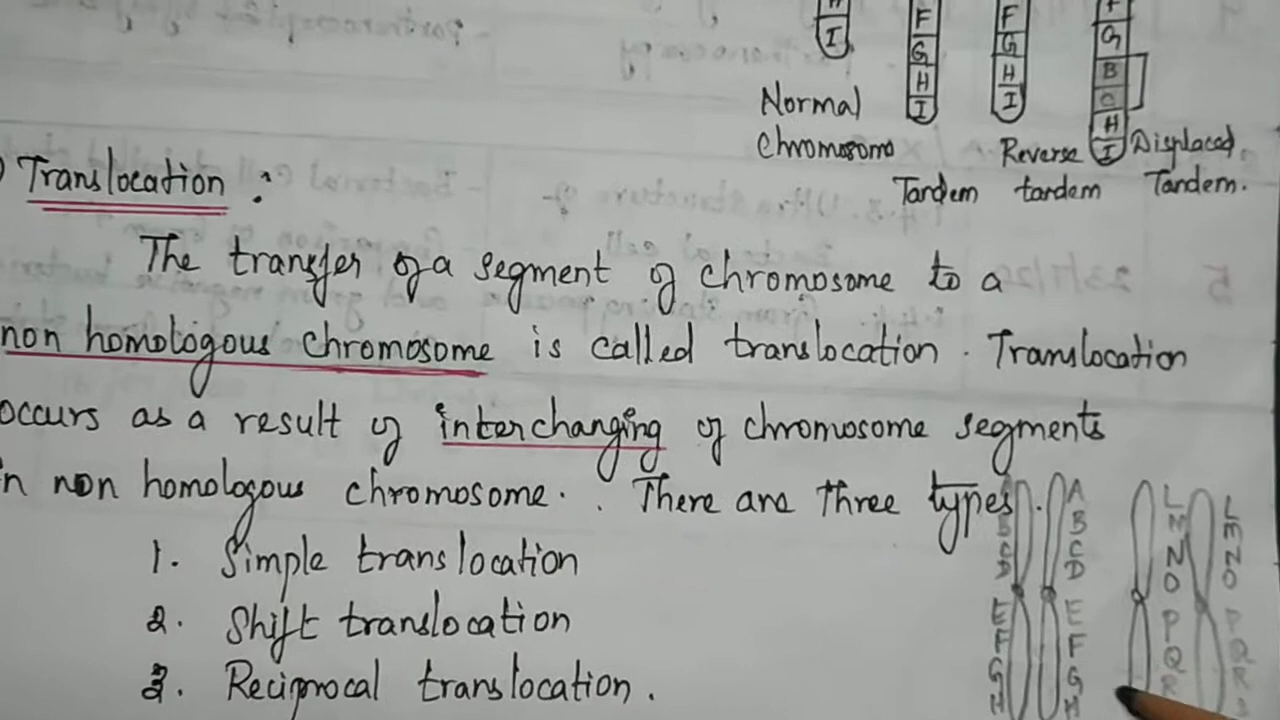 H
I
F
G
H
I
F
G
H
I
F
G
B
C
H
I
Normal
Chromosome
Tandem
Reverse
tandem
Displaced
Tandem.
) Translocation :
The transfer of a segment of chromosome to a
non homologous chromosome is called translocation. Translocation
occurs as a result of interchanging of chromosome segments
in non homologous chromosome. There are three types.
1. Simple translocation
2. Shift translocation
3. Reciprocal translocation.
B
C
D
E
F
G
H
A
B
C
D
E
F
G
H
L
M
N
O
P
Q
R
L
M
N
O
P
Q
R